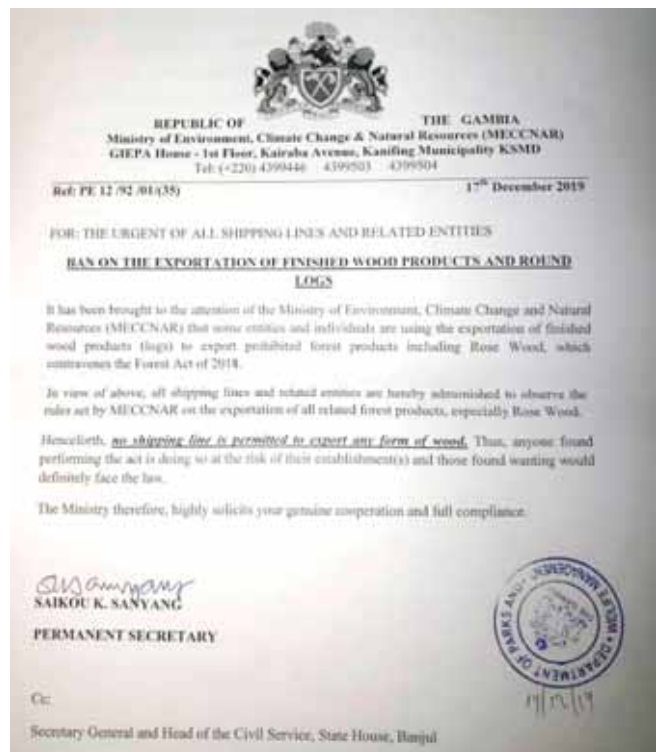 REPUBLIC OF THE GAMBIA
Ministry of Environment, Climate Change & Natural Resources (MECCNAR)
GIEPA House - 1st Floor, Kairaba Avenue, Kanifing Municipality KSMD
Tel: (+220) 4399446 4399503 4399504
Ref: PE 12 /92 /01/(35) 17th December 2019
FOR: THE URGENT OF ALL SHIPPING LINES AND RELATED ENTITIES
BAN ON THE EXPORTATION OF FINISHED WOOD PRODUCTS AND ROUND
LOGS
It has been brought to the attention of the Ministry of Environment, Climate Change and Natural
Resources (MECCNAR) that some entities and individuals are using the exportation of finished
wood products (logs) to export prohibited forest products including Rose Wood, which
contravenes the Forest Act of 2018.
In view of above, all shipping lines and related entities are hereby admonished to observe the
rules set by MECCNAR on the exportation of all related forest products, especially Rose Wood.
Henceforth, no shipping line is permitted to export any form of wood. Thus, anyone found
performing the act is doing so at the risk of their establishment(s) and those found wanting would
definitely face the law.
The Ministry therefore, highly solicits your genuine cooperation and full compliance.
SAIKOU K. SANYANG
PERMANENT SECRETARY
DEPARTMENT OF PARKS AND WILDLIFE MANAGEMENT
19/12/19
Cc:
Secretary General and Head of the Civil Service, State House, Banjul